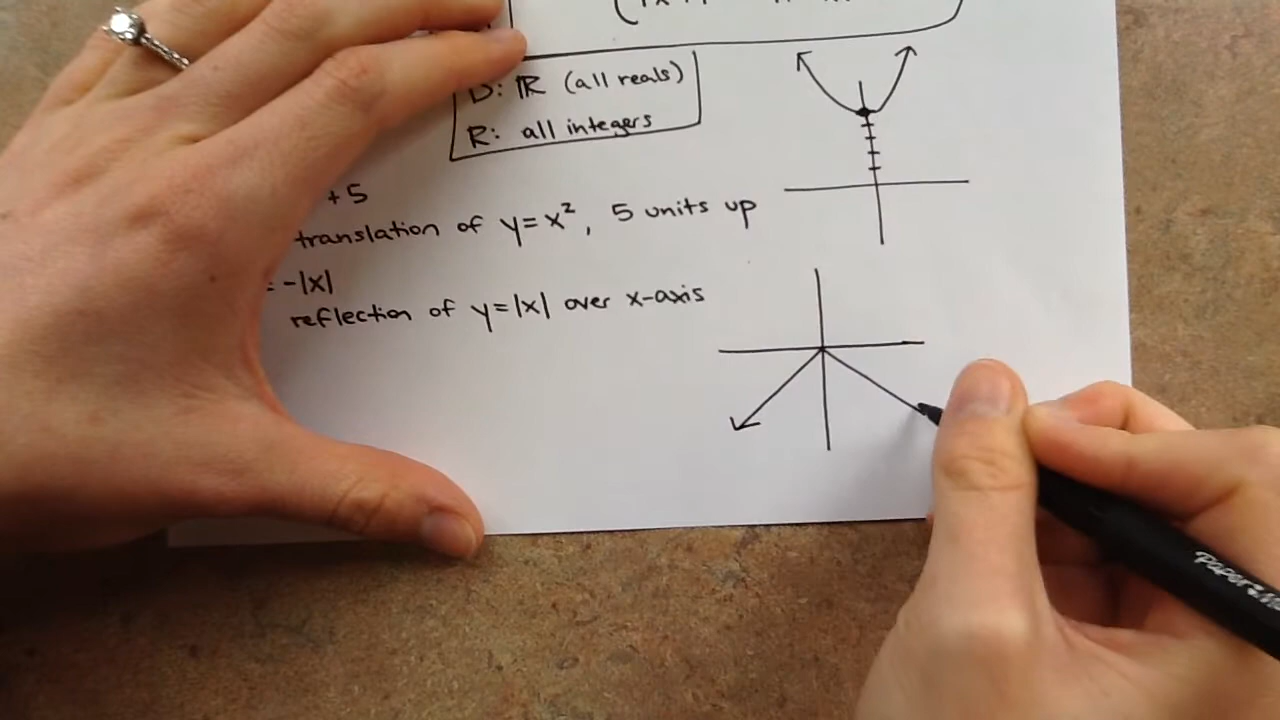 D: ℝ (all reals)
R: all integers
+5
translation of y=x², 5 units up
= -|x|
reflection of y=|x| over x-axis